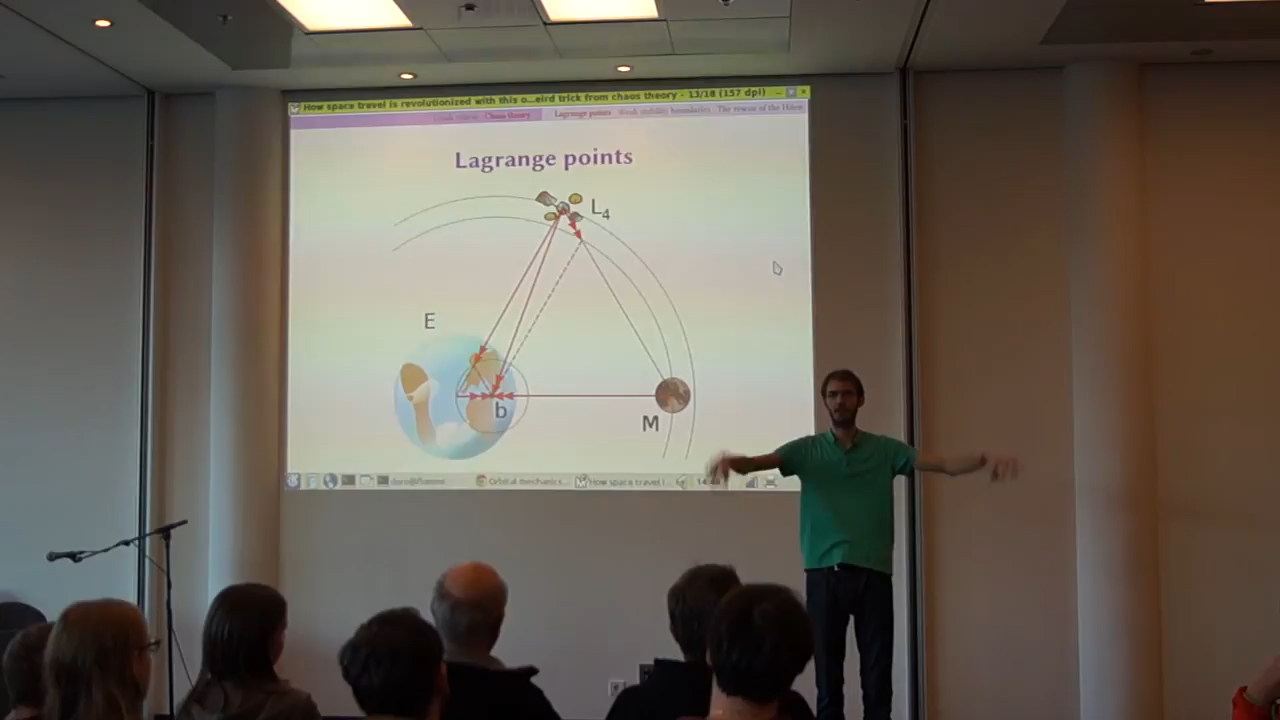 How space travel is revolutionized with this o...eird trick from chaos theory - 13/18 (157 dpi)
Chaos theory Lagrange points Weak stability boundaries The rescue of the Hiten
Lagrange points
L4
E
b
M
Orbital mechanics... How space travel i...